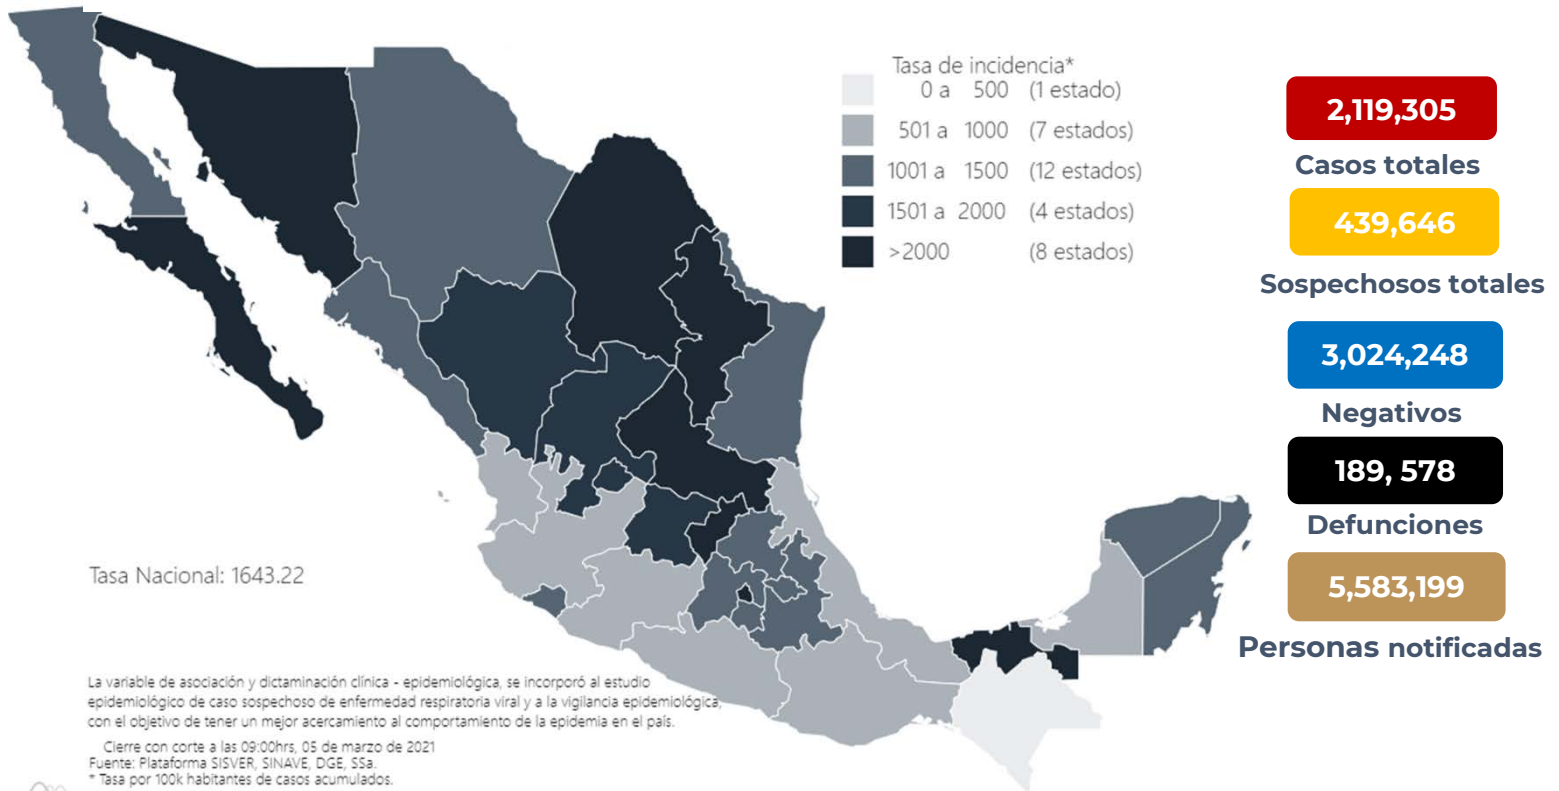 Tasa de incidencia*
0 a 500 (1 estado)
501 a 1000 (7 estados)
1001 a 1500 (12 estados)
1501 a 2000 (4 estados)
>2000 (8 estados)
2,119,305
Casos totales
439,646
Sospechosos totales
3,024,248
Negativos
189, 578
Defunciones
5,583,199
Personas notificadas
Tasa Nacional: 1643.22
La variable de asociación y dictaminación clínica - epidemiológica, se incorporó al estudio
epidemiológico de caso sospechoso de enfermedad respiratoria viral y a la vigilancia epidemiológica,
con el objetivo de tener un mejor acercamiento al comportamiento de la epidemia en el país.
Cierre con corte a las 09:00hrs, 05 de marzo de 2021
Fuente: Plataforma SISVER, SINAVE, DGE, SSa.
* Tasa por 100k habitantes de casos acumulados.